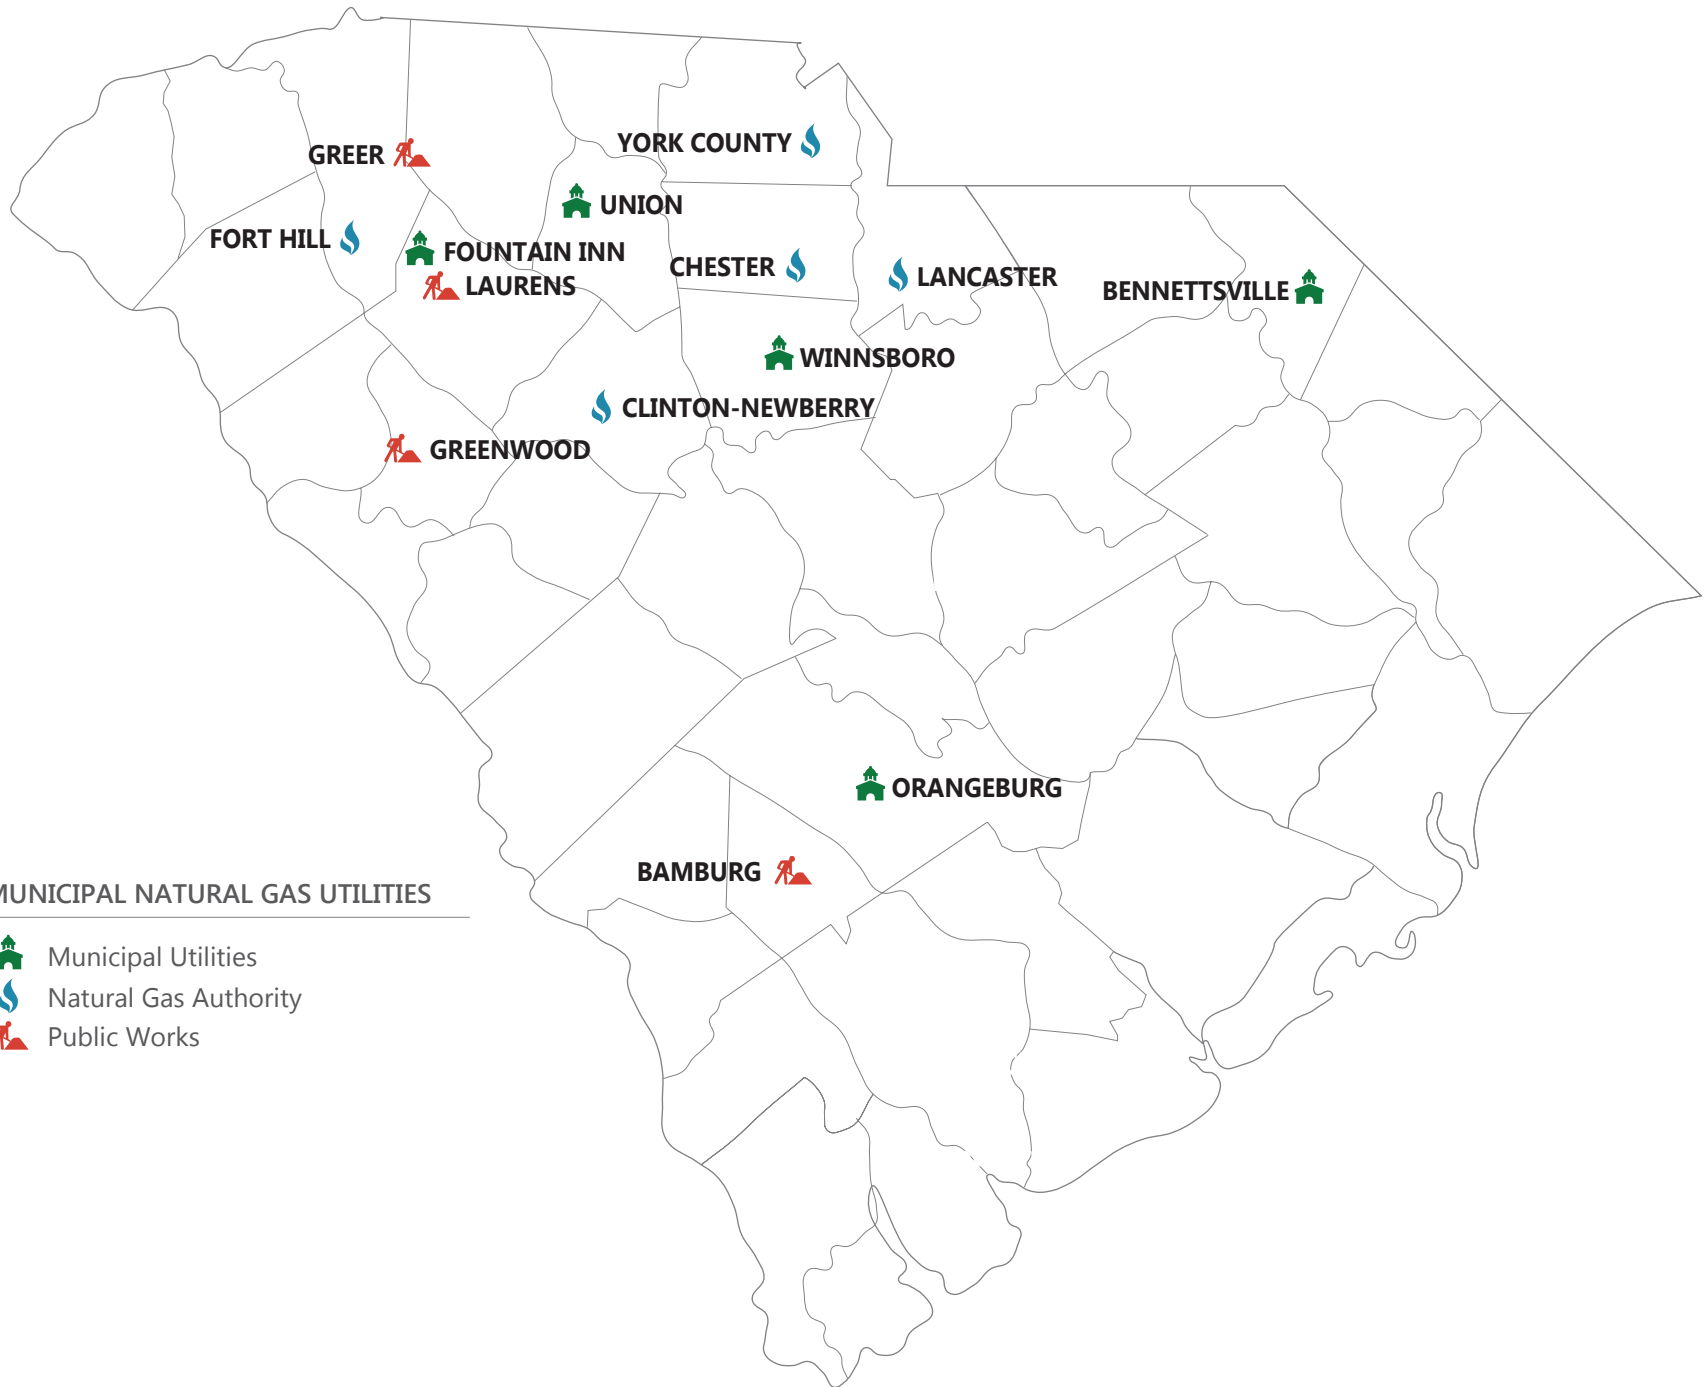 YORK COUNTY
GREER
UNION
FORT HILL
FOUNTAIN INN
CHESTER
LANCASTER
LAURENS
BENNETTSVILLE
WINNSBORO
CLINTON-NEWBERRY
GREENWOOD
ORANGEBURG
BAMBURG
MUNICIPAL NATURAL GAS UTILITIES
Municipal Utilities
Natural Gas Authority
Public Works